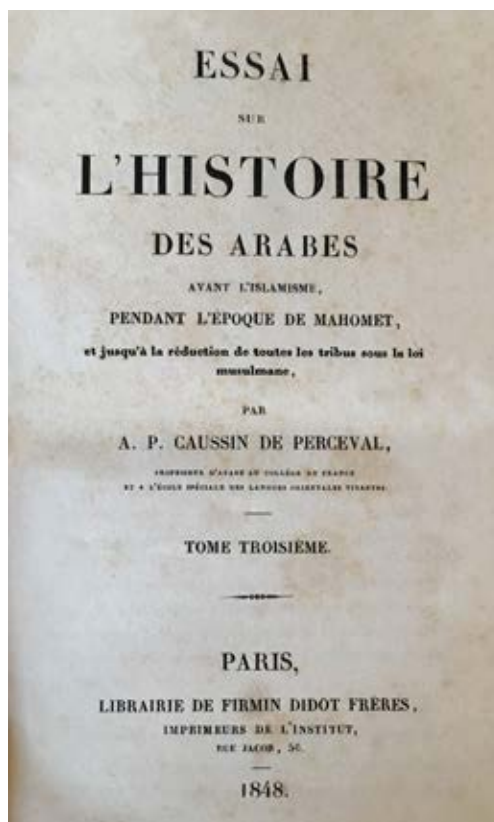 ESSAI
SUR
L'HISTOIRE
DES ARABES
AVANT L'ISLAMISME,
PENDANT L'ÉPOQUE DE MAHOMET,
et jusqu'à la réduction de toutes les tribus sous la loi
musulmane,
PAR
A. P. CAUSSIN DE PERCEVAL,
PROFESSEUR D'ARABE AU COLLÉGE DE FRANCE
ET A L'ÉCOLE SPÉCIALE DES LANGUES ORIENTALES VIVANTES.
TOME TROISIÈME.
PARIS,
LIBRAIRIE DE FIRMIN DIDOT FRÈRES,
IMPRIMEURS DE L'INSTITUT,
RUE JACOB, 56.
1848.